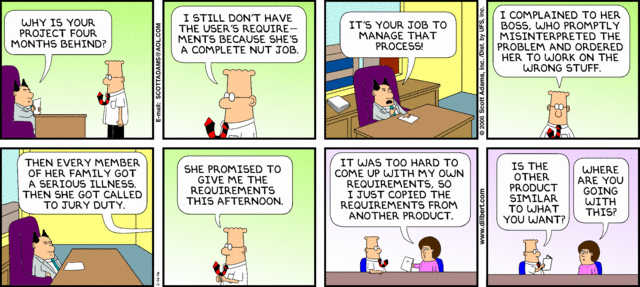 WHY IS YOUR
PROJECT FOUR
MONTHS BEHIND?
E-mail: SCOTTADAMS@AOL.COM
I STILL DON'T HAVE
THE USER'S REQUIRE-
MENTS BECAUSE SHE'S
A COMPLETE NUT JOB.
IT'S YOUR JOB TO
MANAGE THAT
PROCESS!
© 2006 Scott Adams, Inc. /Dist. by UFS, Inc.
I COMPLAINED TO HER
BOSS, WHO PROMPTLY
MISINTERPRETED THE
PROBLEM AND ORDERED
HER TO WORK ON THE
WRONG STUFF.
THEN EVERY MEMBER
OF HER FAMILY GOT
A SERIOUS ILLNESS.
THEN SHE GOT CALLED
TO JURY DUTY.
SHE PROMISED TO
GIVE ME THE
REQUIREMENTS
THIS AFTERNOON.
IT WAS TOO HARD TO
COME UP WITH MY OWN
REQUIREMENTS, SO
I JUST COPIED THE
REQUIREMENTS FROM
ANOTHER PRODUCT.
www.dilbert.com
IS THE
OTHER
PRODUCT
SIMILAR
TO WHAT
YOU WANT?
WHERE
ARE YOU
GOING
WITH
THIS?